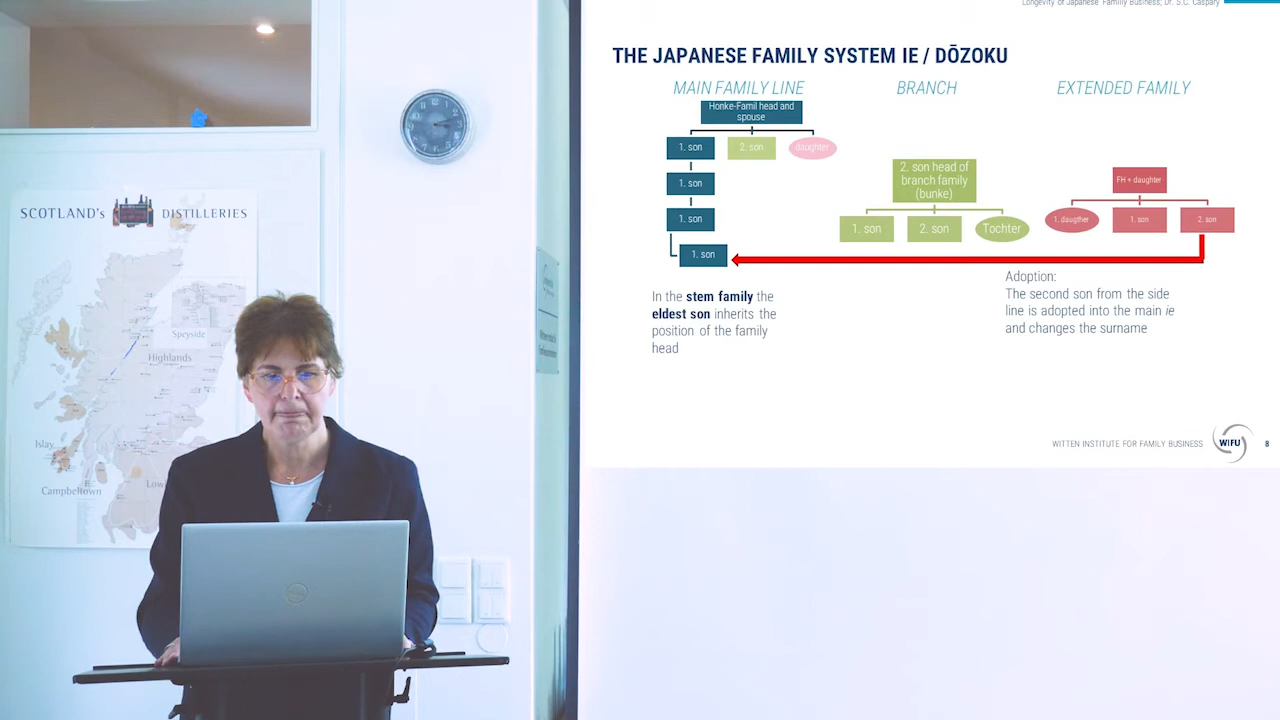 Longevity of Japanese Familiy Business; Dr. S.C. Caspary
THE JAPANESE FAMILY SYSTEM IE / DŌZOKU
MAIN FAMILY LINE
BRANCH
EXTENDED FAMILY
Honke-Famil head and
spouse
1. son
2. son
daughter
1. son
1. son
1. son
2. son head of
branch family
(bunke)
1. son
2. son
Tochter
FH + daughter
1. daugther
1. son
2. son
In the stem family the
eldest son inherits the
position of the family
head
Adoption:
The second son from the side
line is adopted into the main ie
and changes the surname
WITTEN INSTITUTE FOR FAMILY BUSINESS
WIFU
8
SCOTLAND's
DISTILLERIES
Speyside
Highlands
Islay
Campbeltown
Low
DELL